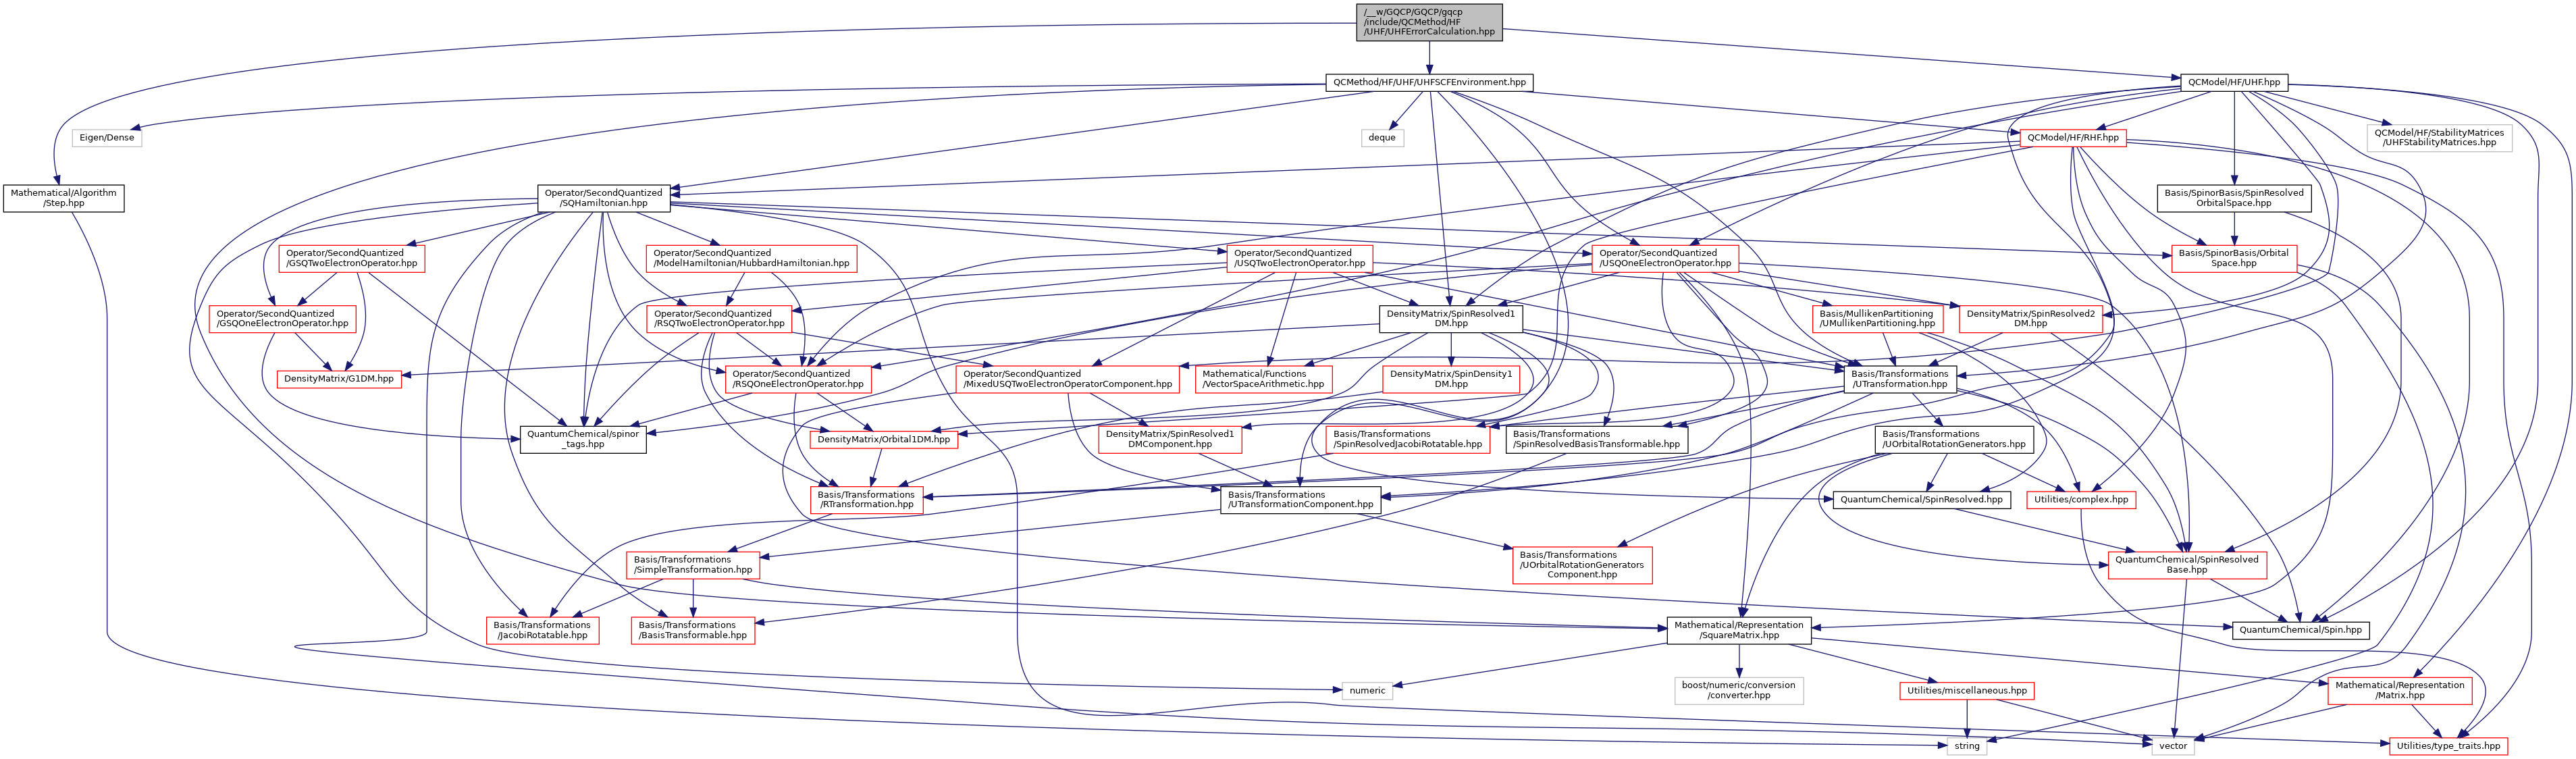 /__w/GQCP/GQCP/gqcp
/include/QCMethod/HF
/UHF/UHFErrorCalculation.hpp
QCMethod/HF/UHF/UHFSCFEnvironment.hpp
QCModel/HF/UHF.hpp
Eigen/Dense
deque
QCModel/HF/RHF.hpp
QCModel/HF/StabilityMatrices
/UHFStabilityMatrices.hpp
Mathematical/Algorithm
/Step.hpp
Operator/SecondQuantized
/SQHamiltonian.hpp
Basis/SpinorBasis/SpinResolved
OrbitalSpace.hpp
Operator/SecondQuantized
/GSQTwoElectronOperator.hpp
Operator/SecondQuantized
/ModelHamiltonian/HubbardHamiltonian.hpp
Operator/SecondQuantized
/USQTwoElectronOperator.hpp
Operator/SecondQuantized
/USQOneElectronOperator.hpp
Basis/SpinorBasis/Orbital
Space.hpp
Operator/SecondQuantized
/GSQOneElectronOperator.hpp
Operator/SecondQuantized
/RSQTwoElectronOperator.hpp
DensityMatrix/SpinResolved1
DM.hpp
Basis/MullikenPartitioning
/UMullikenPartitioning.hpp
DensityMatrix/SpinResolved2
DM.hpp
DensityMatrix/G1DM.hpp
Operator/SecondQuantized
/RSQOneElectronOperator.hpp
Operator/SecondQuantized
/MixedUSQTwoElectronOperatorComponent.hpp
Mathematical/Functions
/VectorSpaceArithmetic.hpp
DensityMatrix/SpinDensity1
DM.hpp
Basis/Transformations
/UTransformation.hpp
QuantumChemical/spinor
_tags.hpp
DensityMatrix/Orbital1DM.hpp
DensityMatrix/SpinResolved1
DMComponent.hpp
Basis/Transformations
/SpinResolvedJacobiRotatable.hpp
Basis/Transformations
/SpinResolvedBasisTransformable.hpp
Basis/Transformations
/UOrbitalRotationGenerators.hpp
Basis/Transformations
/RTransformation.hpp
Basis/Transformations
/UTransformationComponent.hpp
QuantumChemical/SpinResolved.hpp
Utilities/complex.hpp
Basis/Transformations
/SimpleTransformation.hpp
Basis/Transformations
/UOrbitalRotationGenerators
Component.hpp
QuantumChemical/SpinResolved
Base.hpp
Basis/Transformations
/JacobiRotatable.hpp
Basis/Transformations
/BasisTransformable.hpp
Mathematical/Representation
/SquareMatrix.hpp
QuantumChemical/Spin.hpp
numeric
boost/numeric/conversion
/converter.hpp
Utilities/miscellaneous.hpp
Mathematical/Representation
/Matrix.hpp
string
vector
Utilities/type_traits.hpp